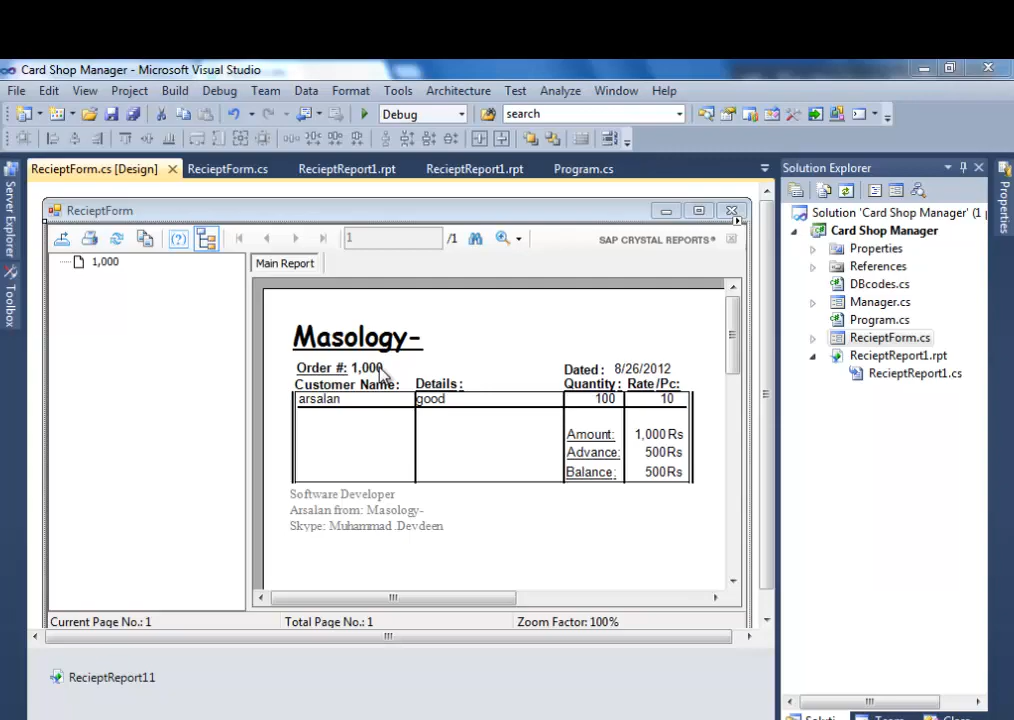 Card Shop Manager - Microsoft Visual Studio
File Edit View Project Build Debug Team Data Format Tools Architecture Test Analyze Window Help
Debug search
Server Explorer
Toolbox
RecieptForm.cs [Design] RecieptForm.cs RecieptReport1.rpt RecieptReport1.rpt Program.cs
RecieptForm
1 /1 SAP CRYSTAL REPORTS®
1,000
Main Report
Masology-
Order #: 1,000 Dated: 8/26/2012
Customer Name: Details: Quantity: Rate/Pc:
arsalan good 100 10
Amount: 1,000Rs
Advance: 500Rs
Balance: 500Rs
Software Developer
Arsalan from: Masology-
Skype: Muhammad.Devdeen
Current Page No.: 1 Total Page No.: 1 Zoom Factor: 100%
RecieptReport11
Solution Explorer
Solution 'Card Shop Manager' (1 p
Card Shop Manager
Properties
References
DBcodes.cs
Manager.cs
Program.cs
RecieptForm.cs
RecieptReport1.rpt
RecieptReport1.cs
Properties